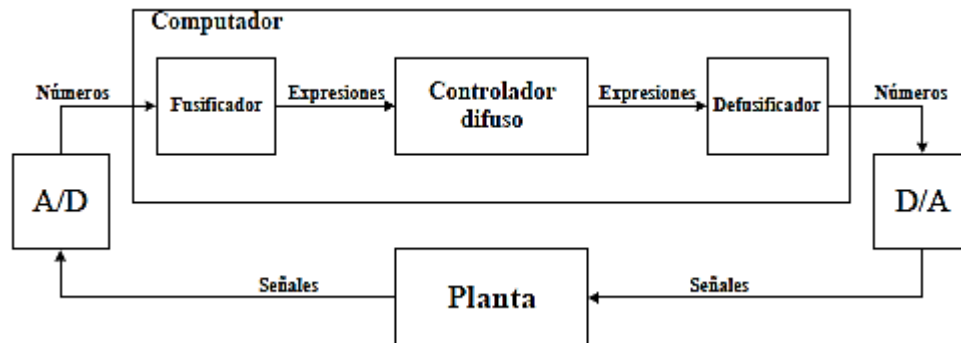 Computador
Números
Fusificador
Expresiones
Controlador
difuso
Expresiones
Defusificador
Números
A/D
D/A
Señales
Planta
Señales